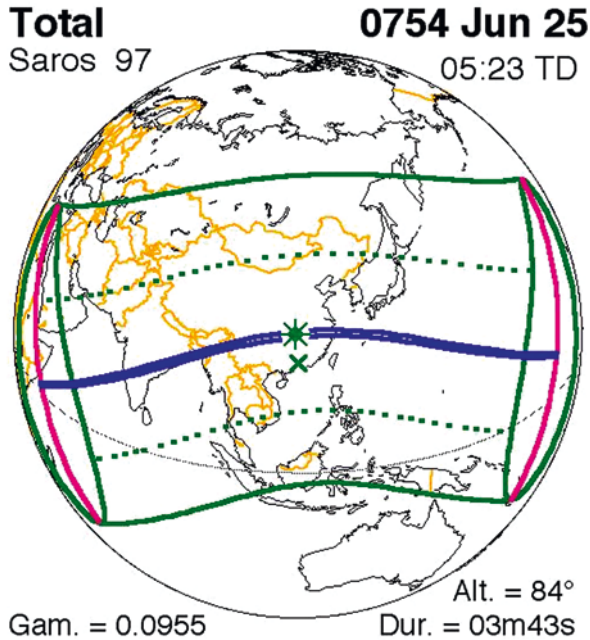 Total 0754 Jun 25
Saros 97 05:23 TD
Alt. = 84°
Gam. = 0.0955 Dur. = 03m43s